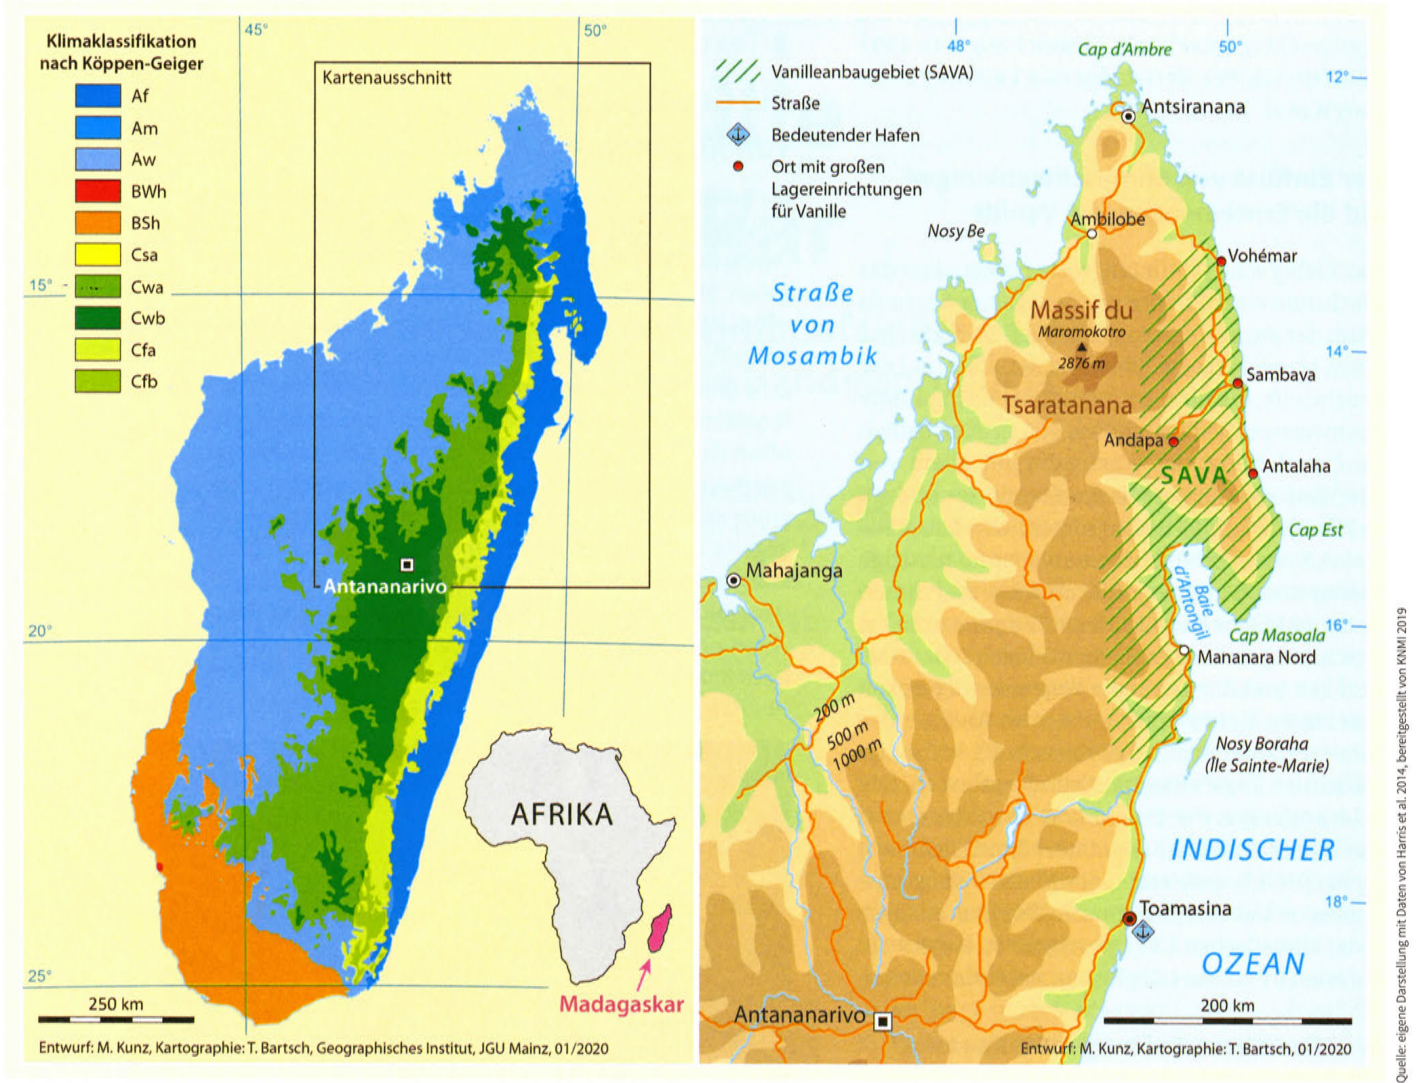 Klimaklassifikation
nach Köppen-Geiger
Af
Am
Aw
BWh
BSh
Csa
Cwa
Cwb
Cfa
Cfb
45°
50°
Kartenausschnitt
15°
Antananarivo
20°
25°
AFRIKA
Madagaskar
250 km
Entwurf: M. Kunz, Kartographie: T. Bartsch, Geographisches Institut, JGU Mainz, 01/2020
48°
50°
12°
14°
16°
18°
Vanilleanbaugebiet (SAVA)
Straße
Bedeutender Hafen
Ort mit großen
Lagereinrichtungen
für Vanille
Cap d'Ambre
Antsiranana
Ambilobe
Nosy Be
Vohémar
Straße
von
Mosambik
Massif du
Maromokotro
2876 m
Tsaratanana
Sambava
Andapa
SAVA
Antalaha
Cap Est
Mahajanga
Baie
d'Antongil
Cap Masoala
Mananara Nord
200 m
500 m
1000 m
Nosy Boraha
(Île Sainte-Marie)
INDISCHER
OZEAN
Toamasina
Antananarivo
200 km
Entwurf: M. Kunz, Kartographie: T. Bartsch, 01/2020
Quelle: eigene Darstellung mit Daten von Harris et al. 2014, bereitgestellt von KNMI 2019